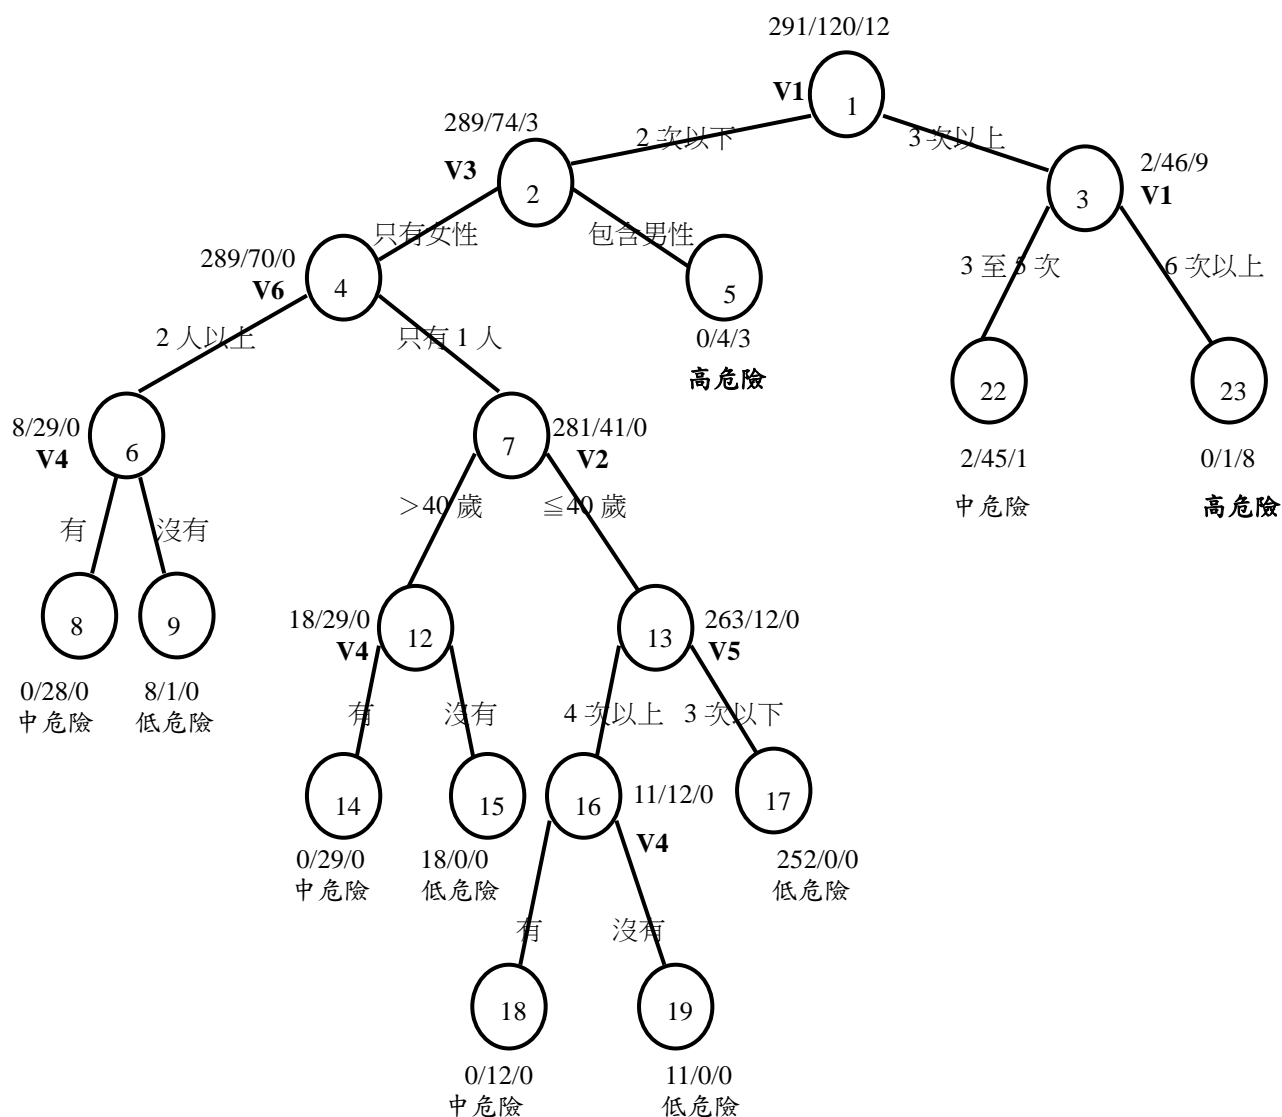 291/120/12
V1
1
289/74/3
2 次以下
3 次以上
V3
2
3
2/46/9
V1
只有女性
包含男性
289/70/0
V6
4
5
3 至 5 次
6 次以上
2 人以上
只有 1 人
0/4/3
高危險
22
23
8/29/0
V4
6
7
281/41/0
V2
2/45/1
0/1/8
中危險
高危險
＞40 歲
≦40 歲
有
沒有
8
9
18/29/0
V4
12
13
263/12/0
V5
0/28/0
8/1/0
中危險
低危險
有
沒有
4 次以上
3 次以下
14
15
16
11/12/0
17
V4
0/29/0
18/0/0
252/0/0
中危險
低危險
低危險
有
沒有
18
19
0/12/0
11/0/0
中危險
低危險